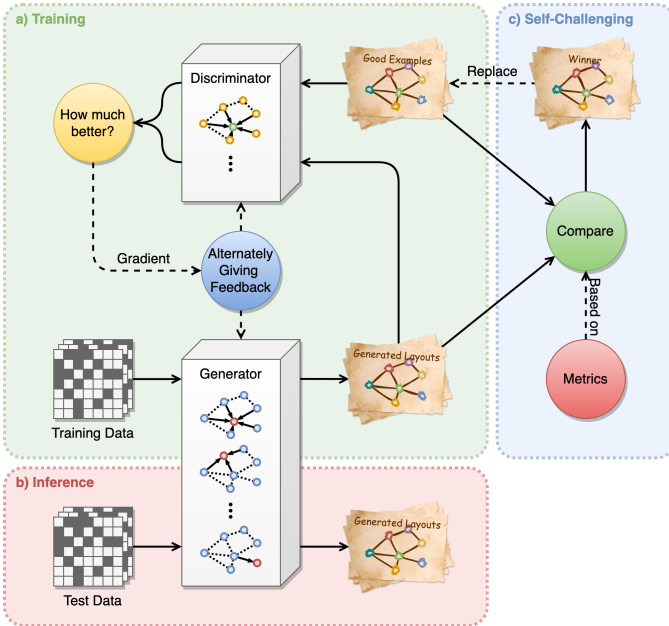 a) Training
c) Self-Challenging
Discriminator
Good Examples
Replace
Winner
How much
better?
Gradient
Alternately
Giving
Feedback
Compare
Based on
Metrics
Generator
Generated Layouts
Training Data
b) Inference
Generated Layouts
Test Data